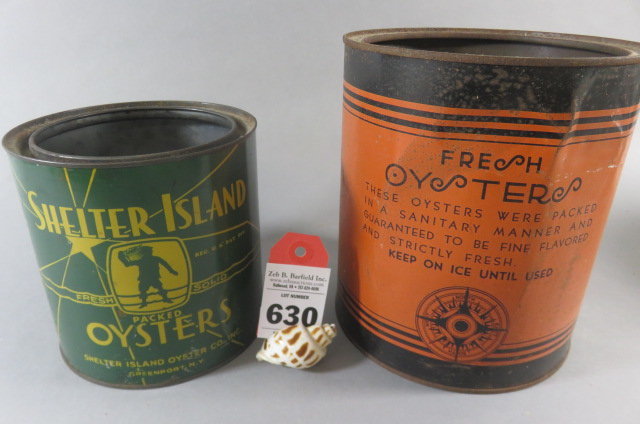 SHELTER ISLAND
REG. U.S. PAT. OFF.
FRESH SOLID
PACKED
OYSTERS
SHELTER ISLAND OYSTER CO. INC.
GREENPORT, N.Y.
Zeb B. Barfield Inc.
LOT NUMBER
630
FRESH
OYSTERS
THESE OYSTERS WERE PACKED
IN A SANITARY MANNER AND
GUARANTEED TO BE FINE FLAVORED
AND STRICTLY FRESH.
KEEP ON ICE UNTIL USED